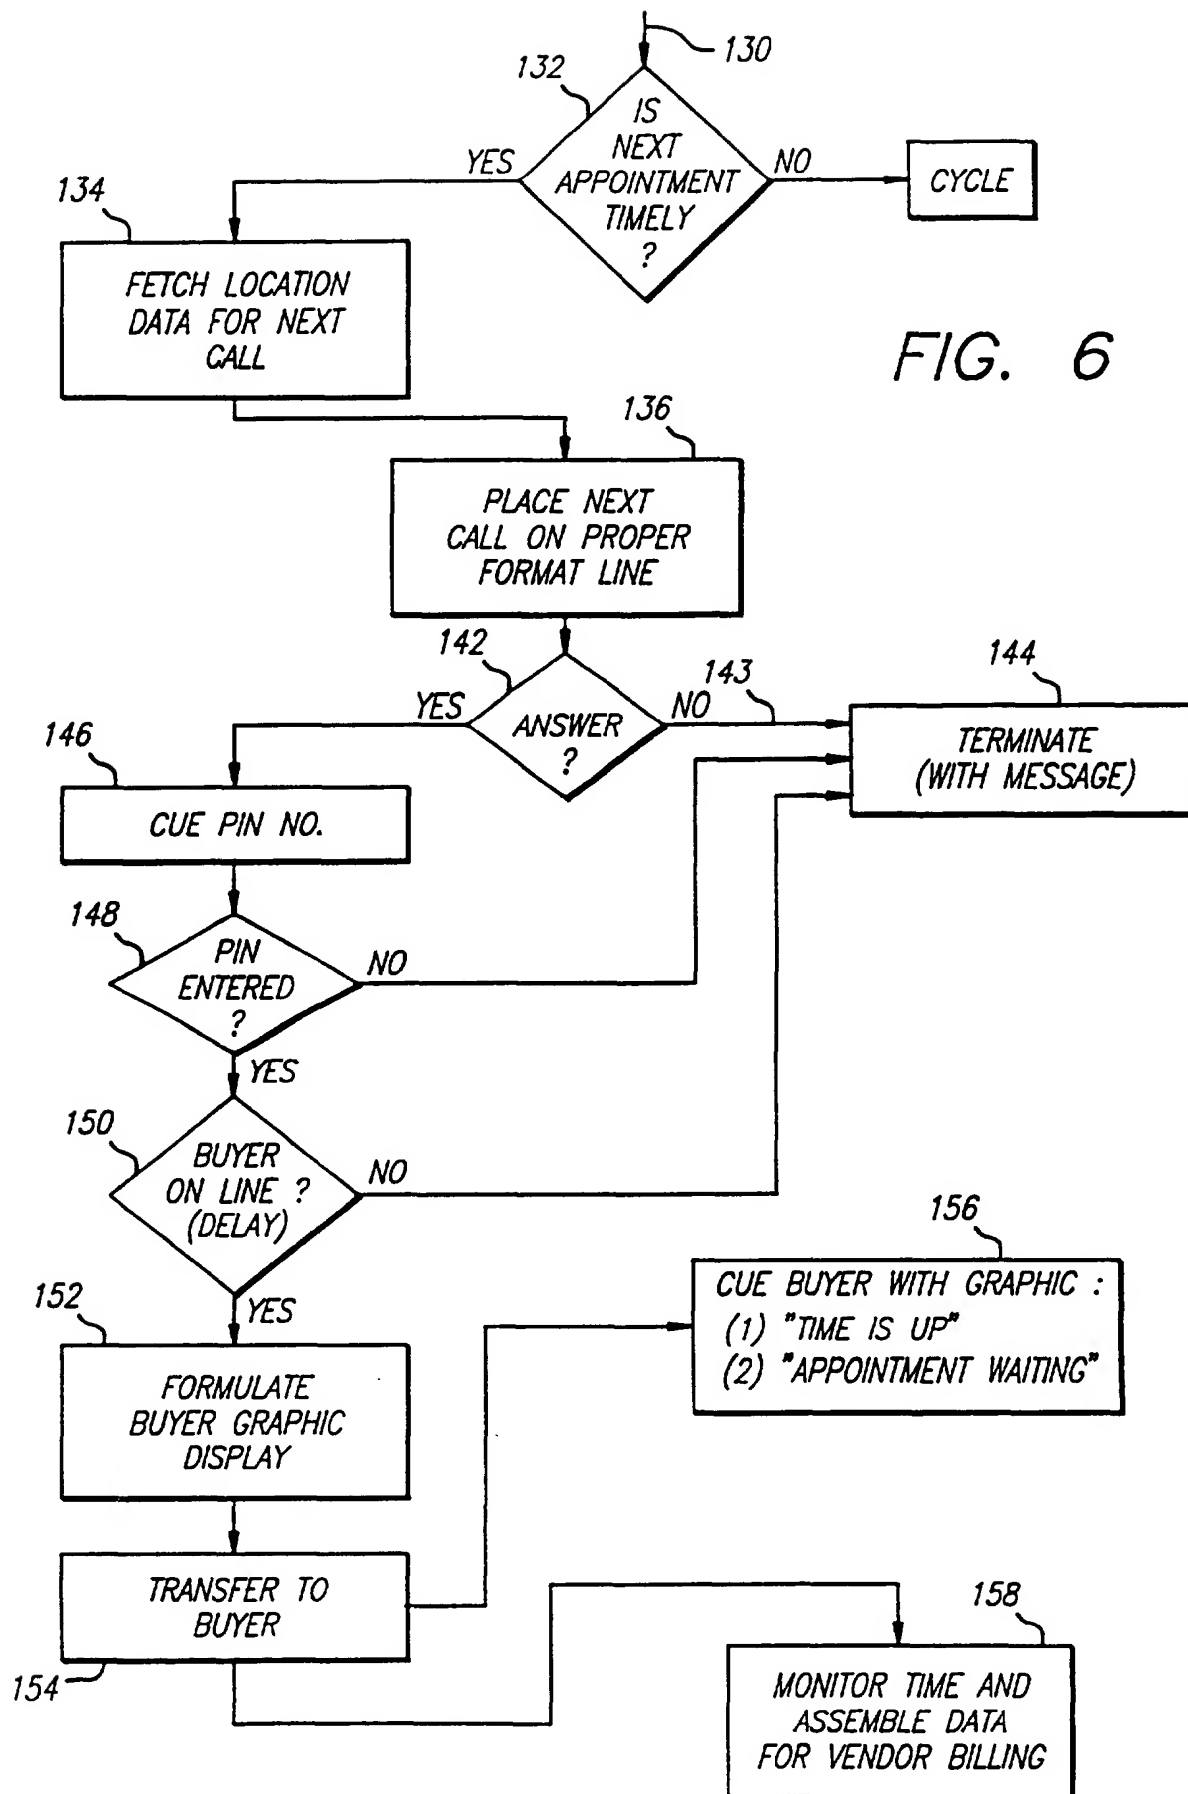 130
132
IS
NEXT
APPOINTMENT
TIMELY
?
YES
NO
CYCLE
134
FETCH LOCATION
DATA FOR NEXT
CALL
FIG. 6
136
PLACE NEXT
CALL ON PROPER
FORMAT LINE
142
ANSWER
?
YES
NO
143
144
TERMINATE
(WITH MESSAGE)
146
CUE PIN NO.
148
PIN
ENTERED
?
NO
YES
150
BUYER
ON LINE ?
(DELAY)
NO
YES
152
FORMULATE
BUYER GRAPHIC
DISPLAY
156
CUE BUYER WITH GRAPHIC :
(1) "TIME IS UP"
(2) "APPOINTMENT WAITING"
TRANSFER TO
BUYER
154
158
MONITOR TIME AND
ASSEMBLE DATA
FOR VENDOR BILLING